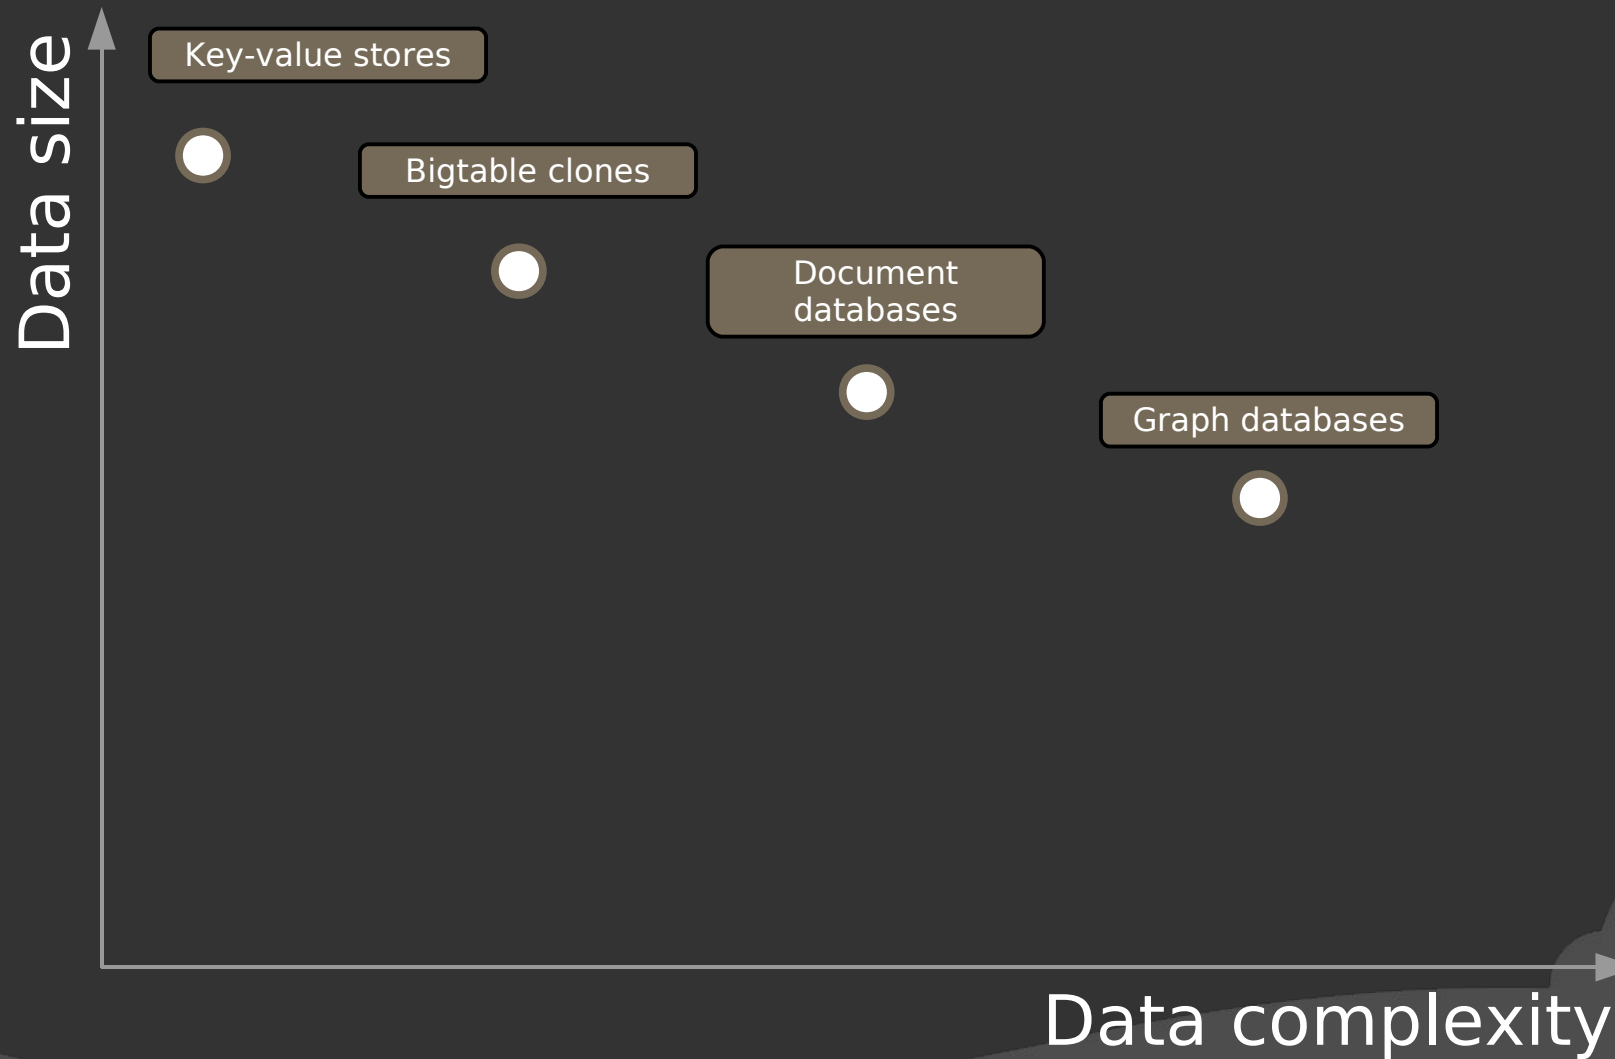 Data size
Key-value stores
Bigtable clones
Document
databases
Graph databases
Data complexity